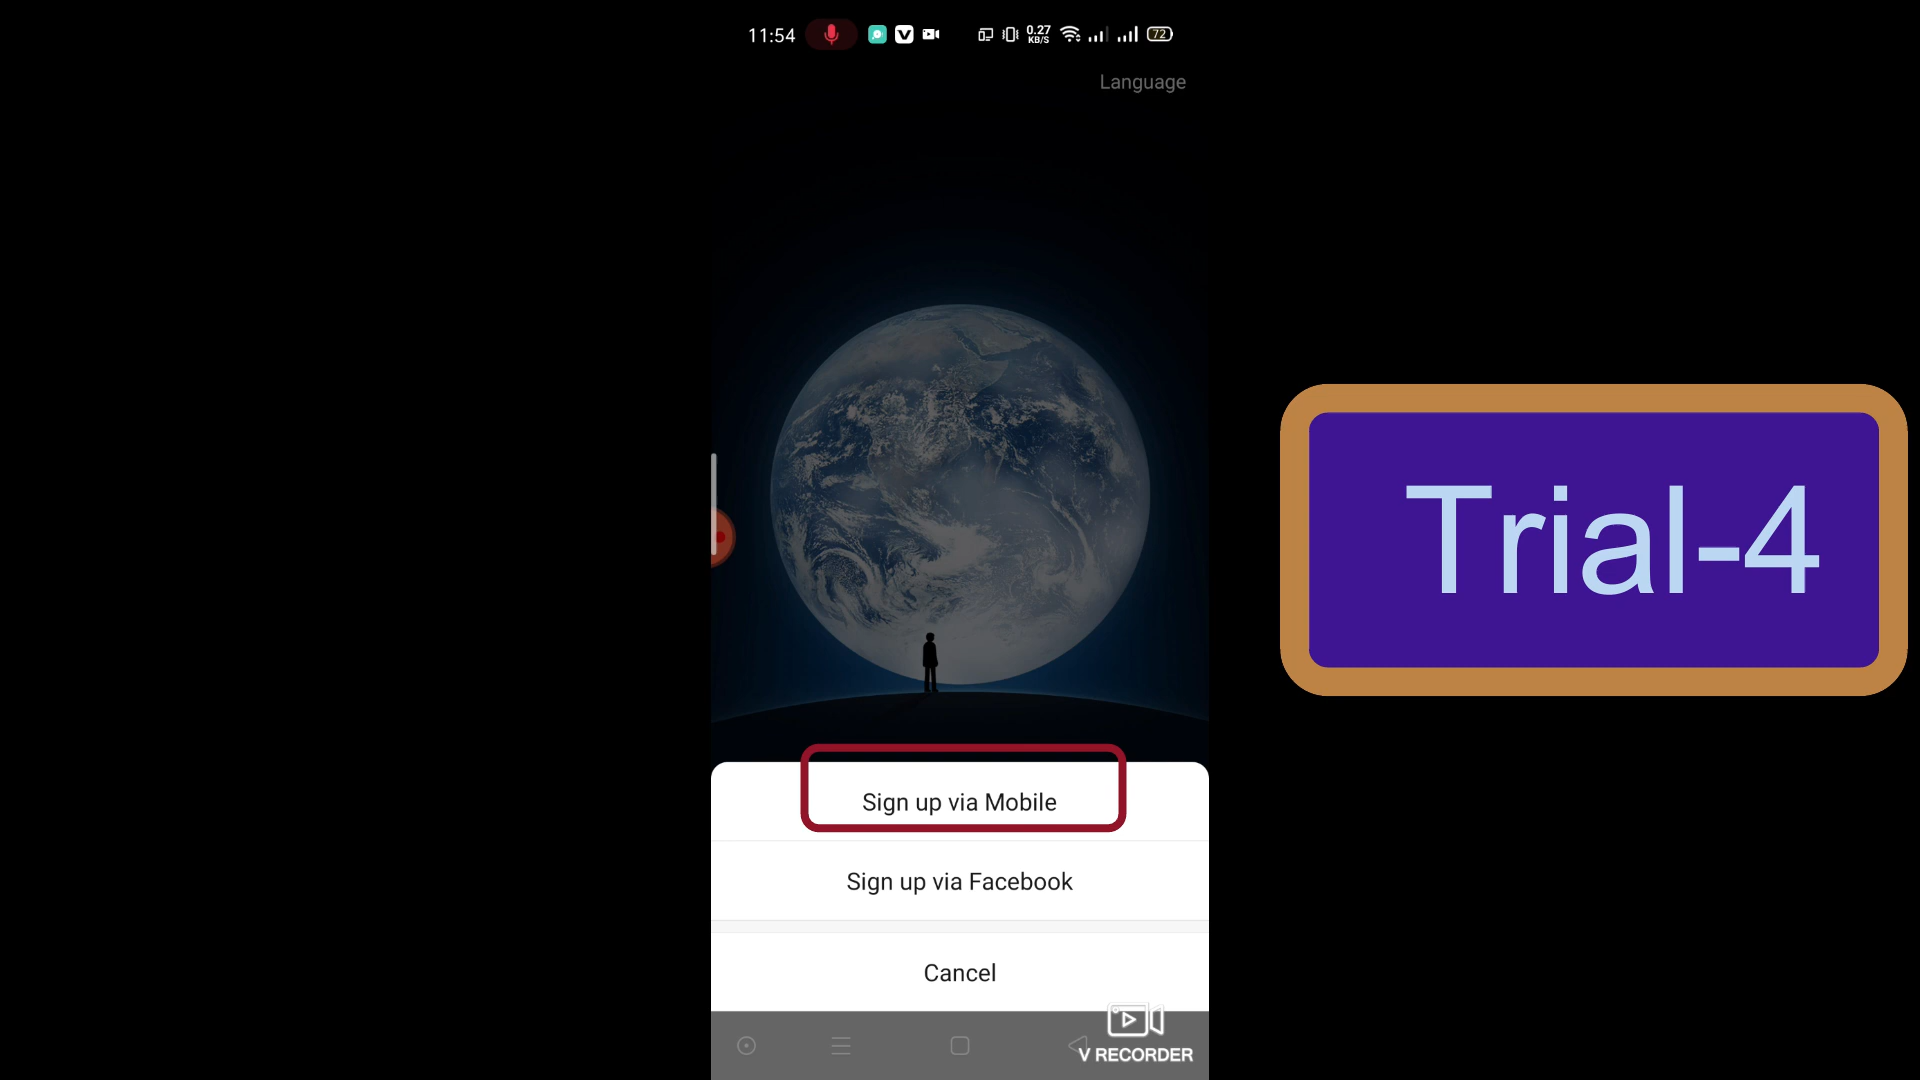 11:54
0.27
KB/S
72
Language
Trial-4
Sign up via Mobile
Sign up via Facebook
Cancel
V RECORDER